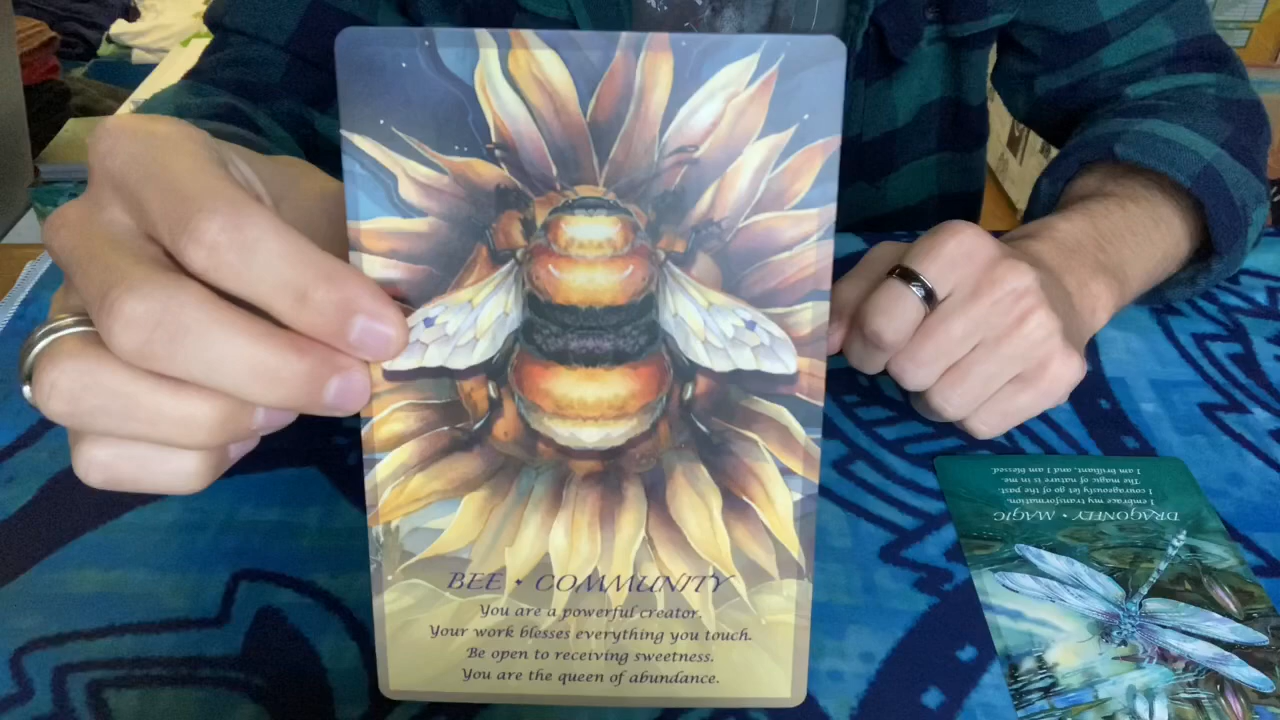 BEE • COMMUNITY
You are a powerful creator.
Your work blesses everything you touch.
Be open to receiving sweetness.
You are the queen of abundance.
DRAGONFLY • MAGIC
I embrace my transformation.
I courageously let go of the past.
The magic of nature is in me.
I am brilliant, and I am blessed.